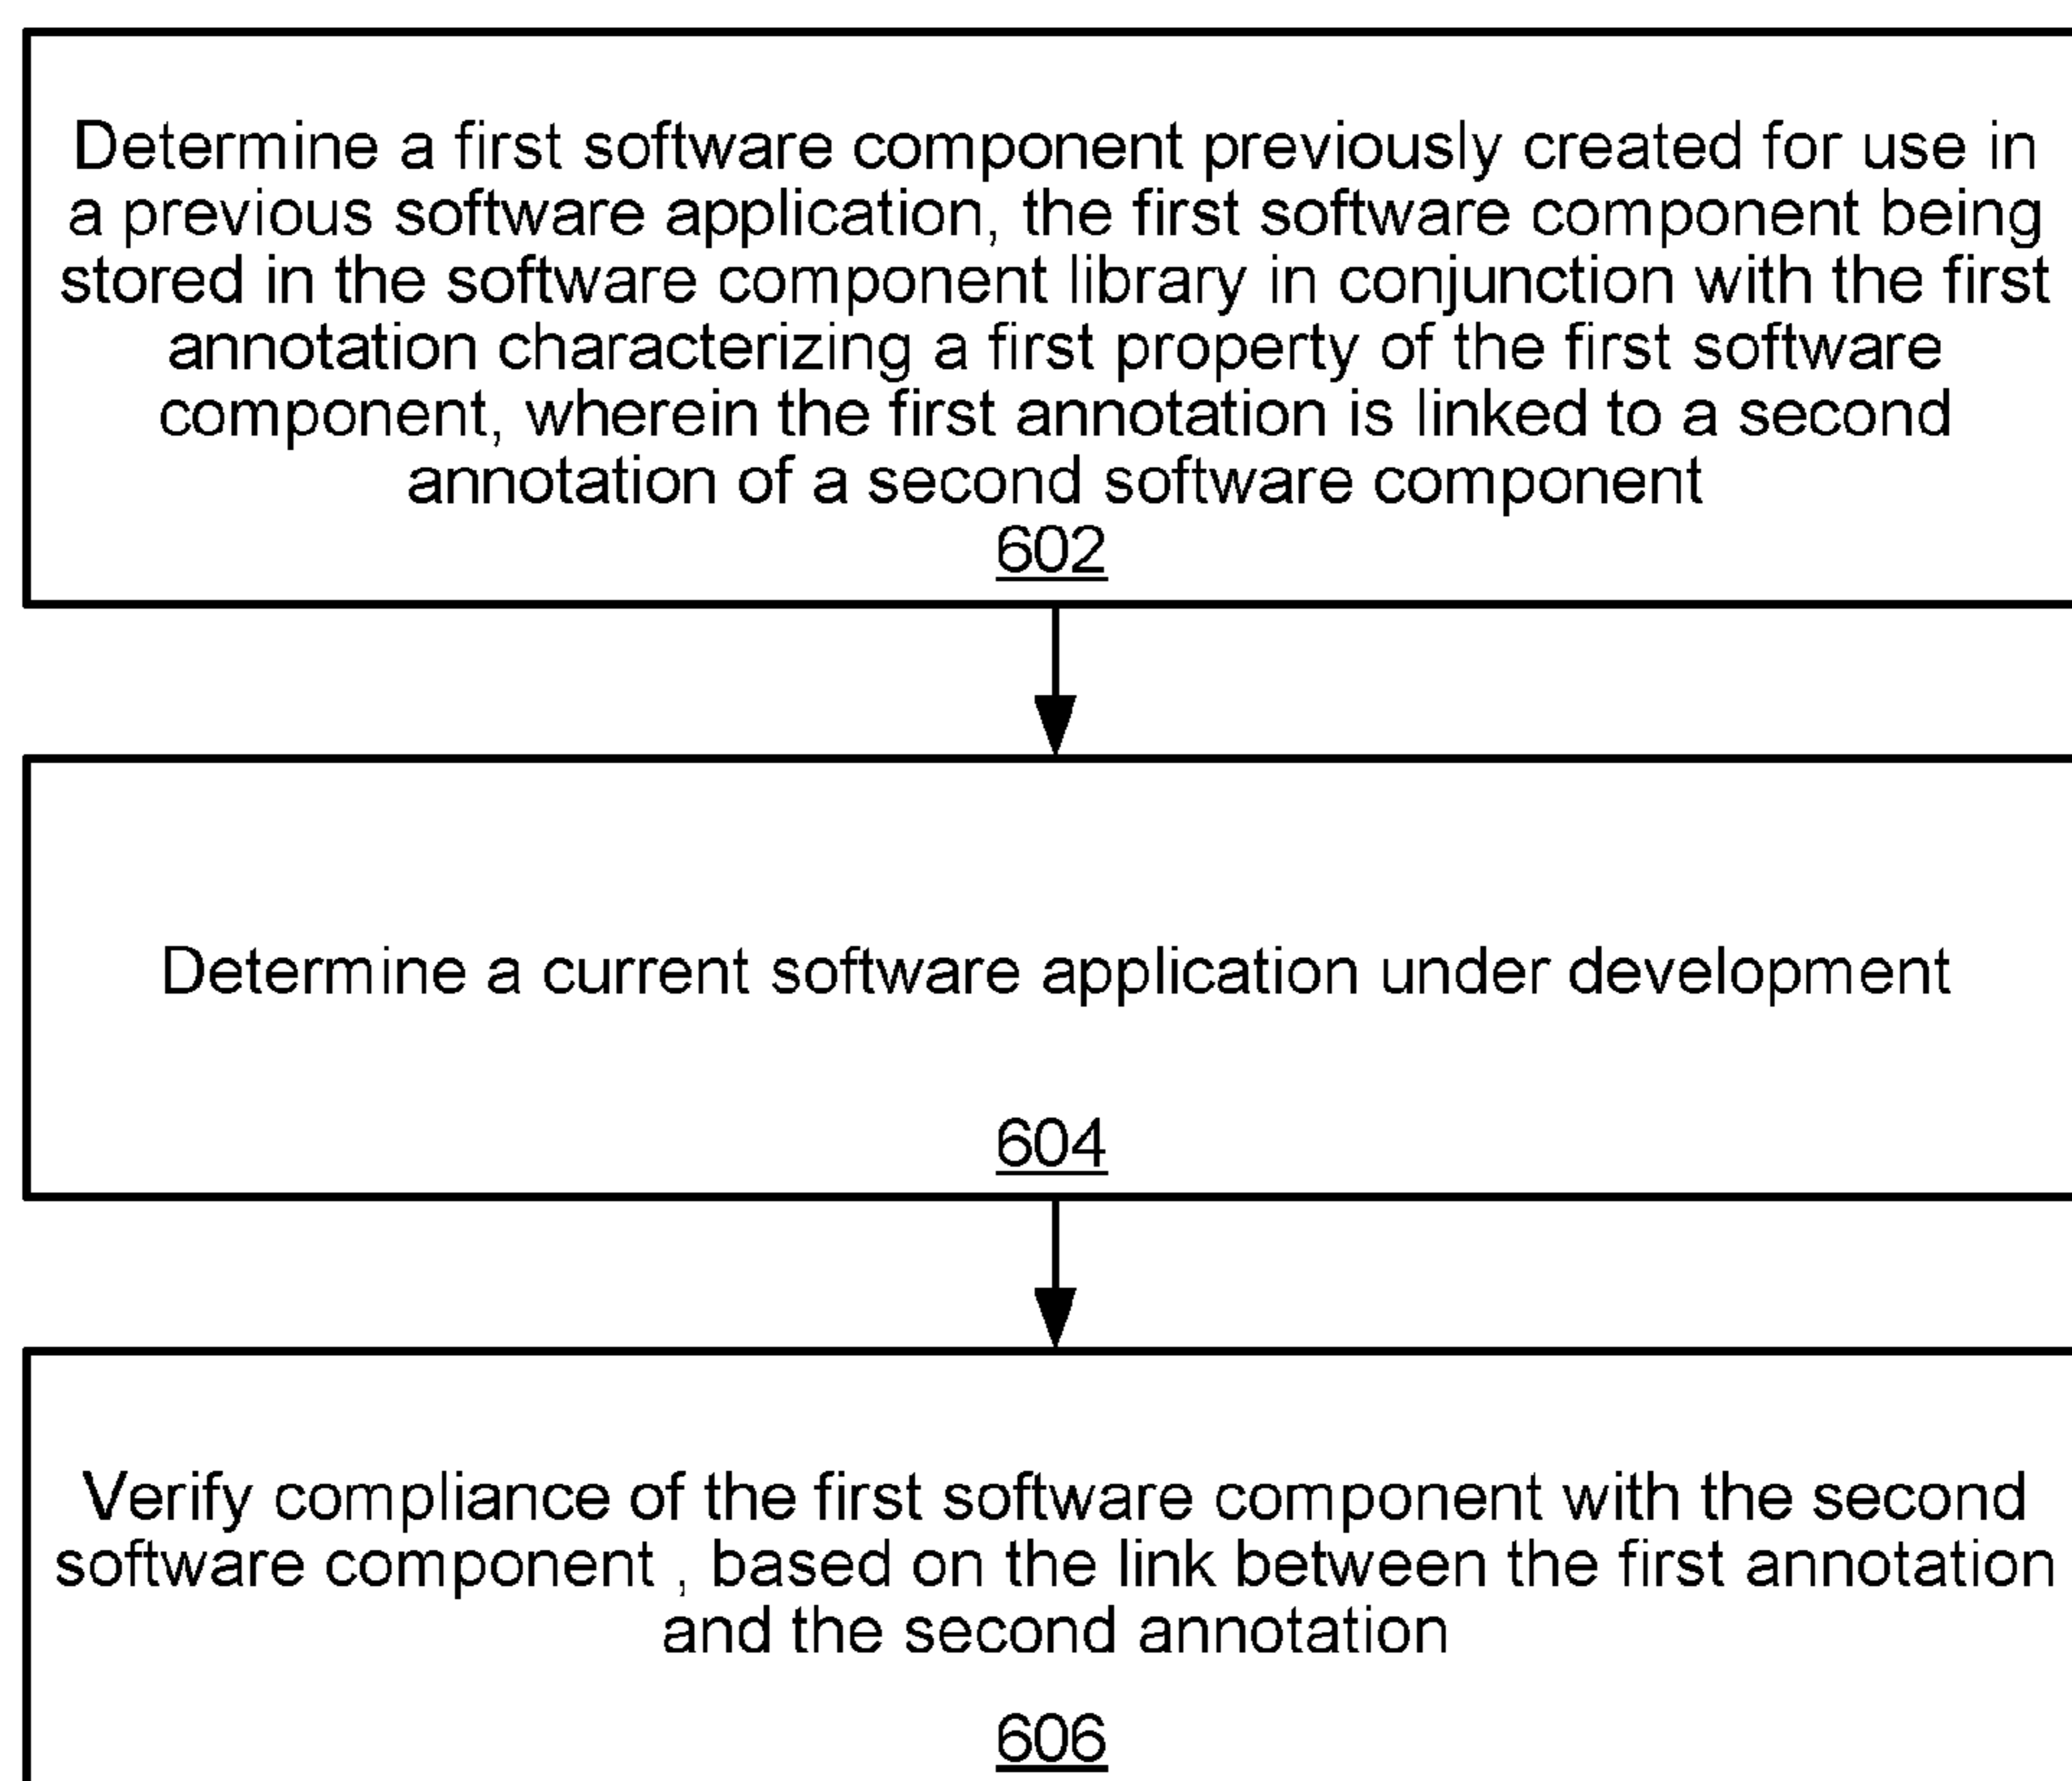 Determine a first software component previously created for use in
a previous software application, the first software component being
stored in the software component library in conjunction with the first
annotation characterizing a first property of the first software
component, wherein the first annotation is linked to a second
annotation of a second software component
602
Determine a current software application under development
604
Verify compliance of the first software component with the second
software component , based on the link between the first annotation
and the second annotation
606